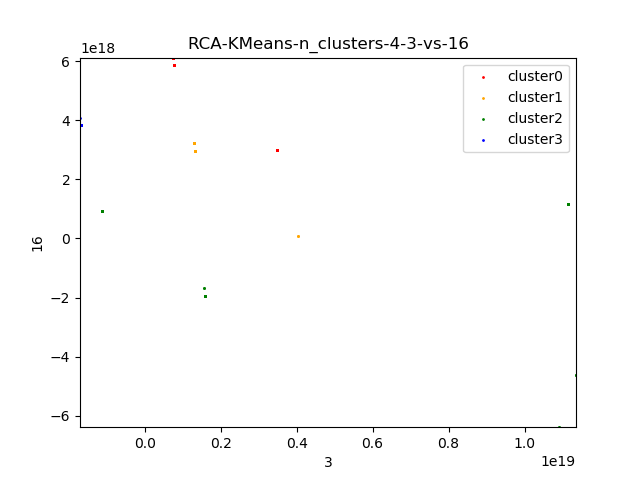 RCA-KMeans-n_clusters-4-3-vs-16
1e18
6
4
2
0
−2
−4
−6
16
cluster0
cluster1
cluster2
cluster3
0.0 0.2 0.4 0.6 0.8 1.0
1e19
3